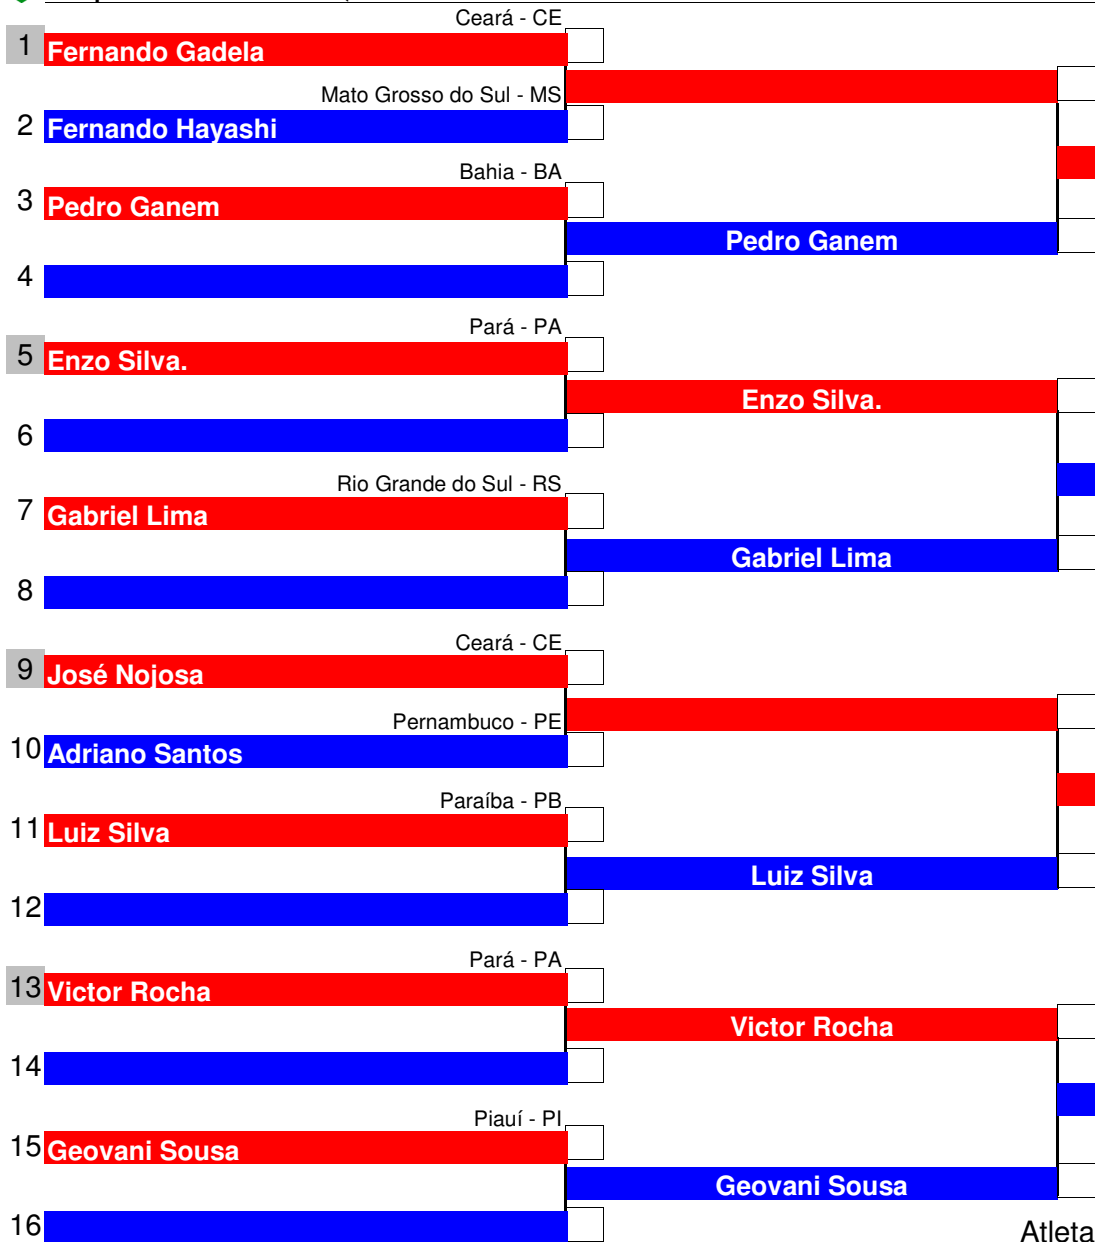 Ceará - CE
1 Fernando Gadela
Mato Grosso do Sul - MS
2 Fernando Hayashi
Bahia - BA
3 Pedro Ganem
Pedro Ganem
4
Pará - PA
5 Enzo Silva.
Enzo Silva.
6
Rio Grande do Sul - RS
7 Gabriel Lima
Gabriel Lima
8
Ceará - CE
9 José Nojosa
Pernambuco - PE
10 Adriano Santos
Paraíba - PB
11 Luiz Silva
Luiz Silva
12
Pará - PA
13 Victor Rocha
Victor Rocha
14
Piauí - PI
15 Geovani Sousa
Geovani Sousa
16
Atleta